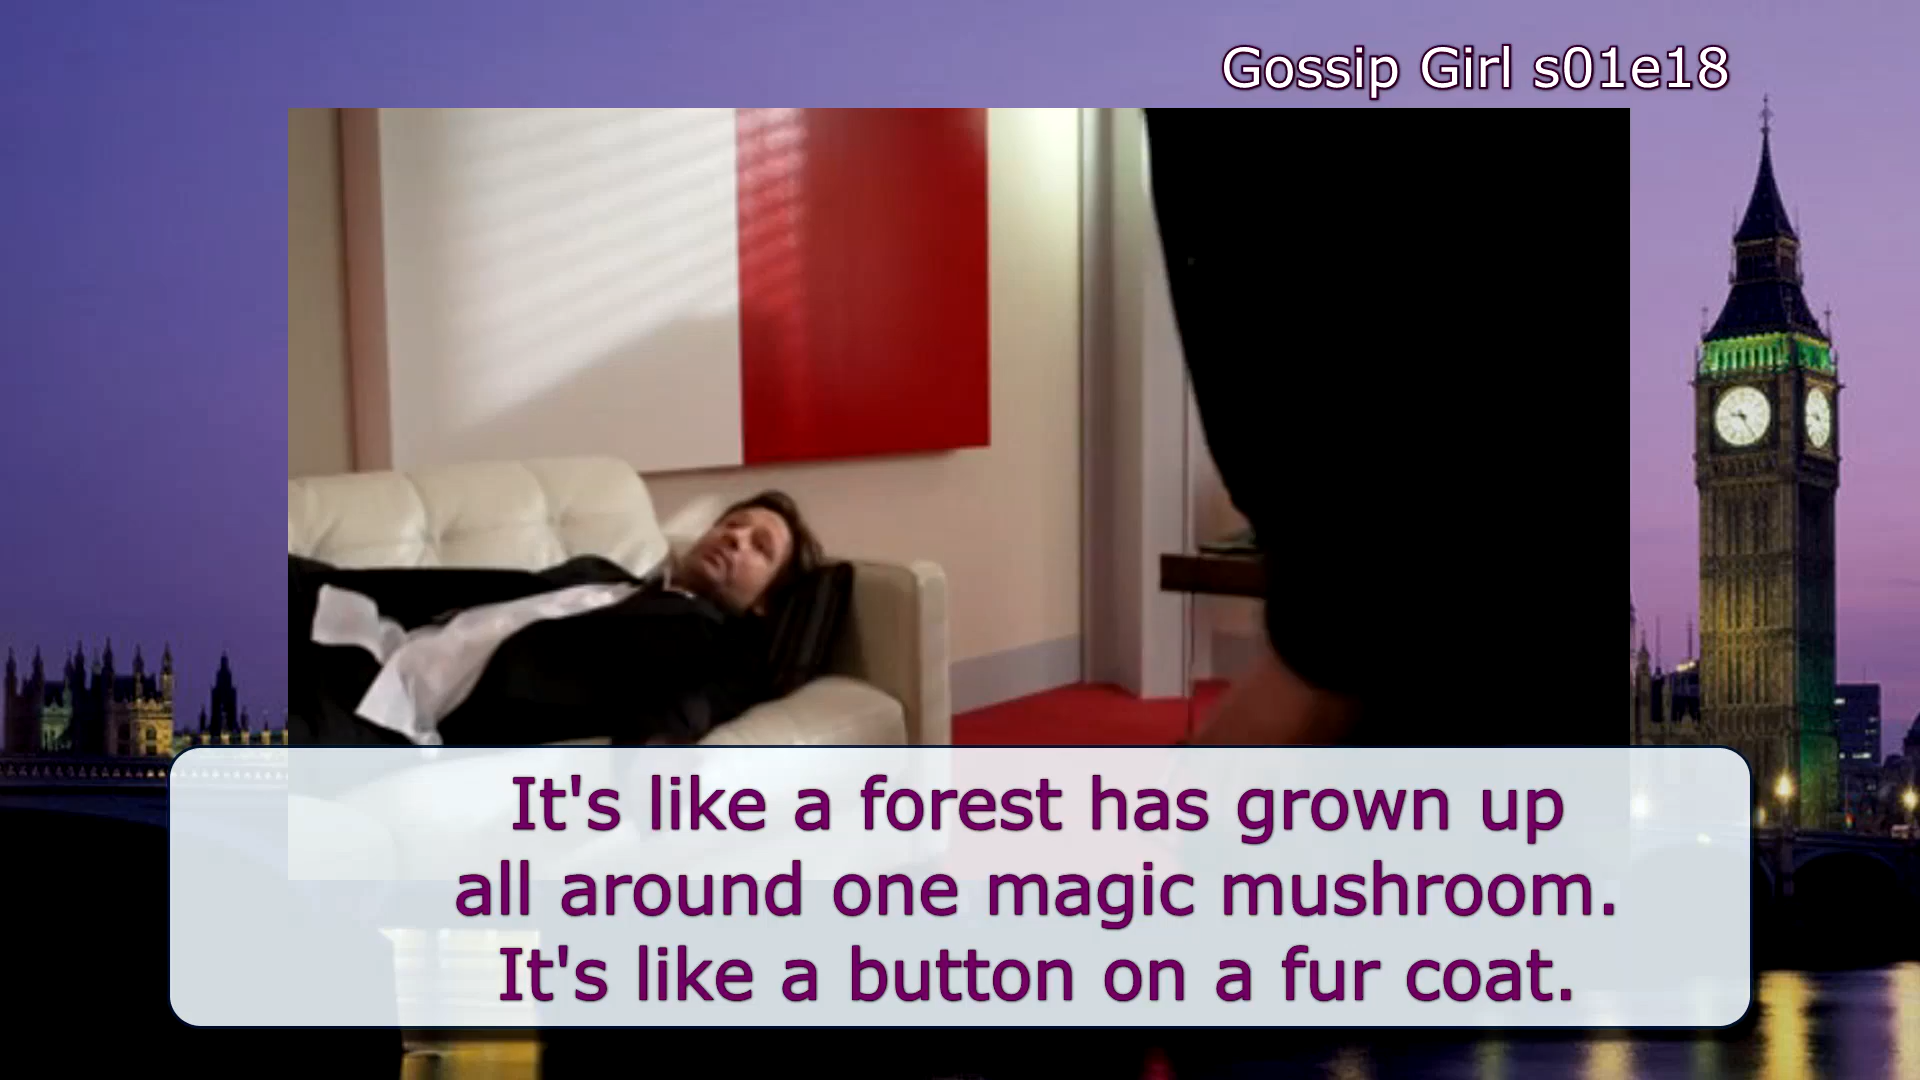 Gossip Girl s01e18
It's like a forest has grown up
all around one magic mushroom.
It's like a button on a fur coat.